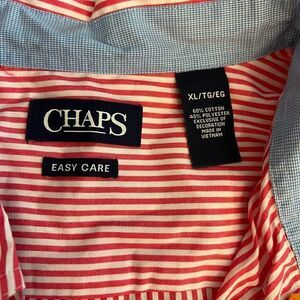 CHAPS
EASY CARE
XL/TG/EG
60% COTTON
40% POLYESTER
EXCLUSIVE OF
DECORATION
MADE IN
VIETNAM